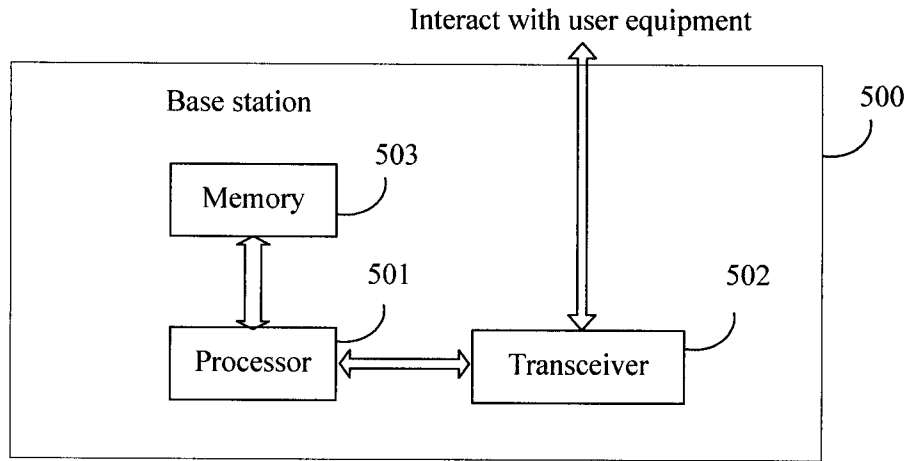 Interact with user equipment
Base station
500
503
Memory
501
502
Processor
Transceiver